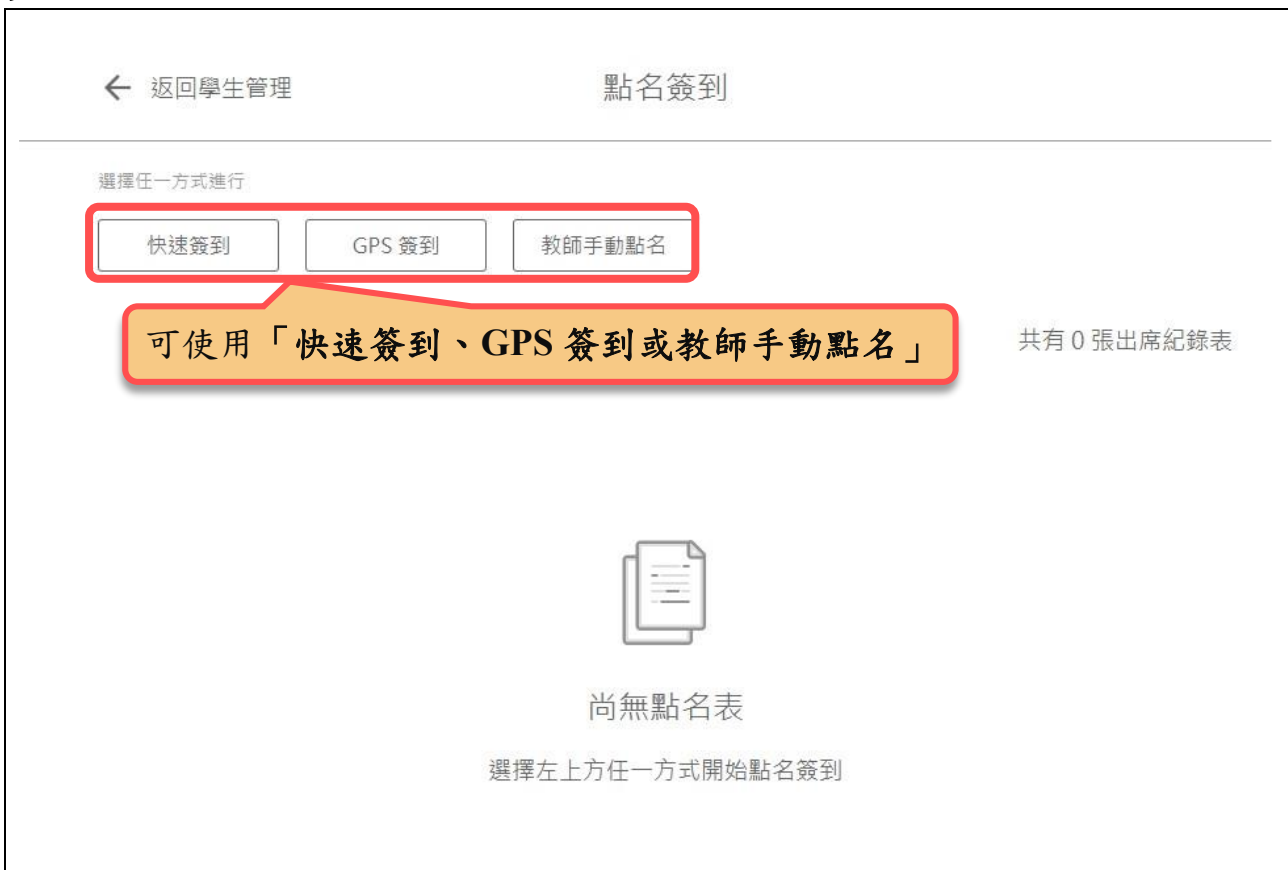 返回學生管理
點名簽到
選擇任一方式進行
快速簽到
GPS 簽到
教師手動點名
可使用「快速簽到、GPS 簽到或教師手動點名」
共有 0 張出席紀錄表
尚無點名表
選擇左上方任一方式開始點名簽到